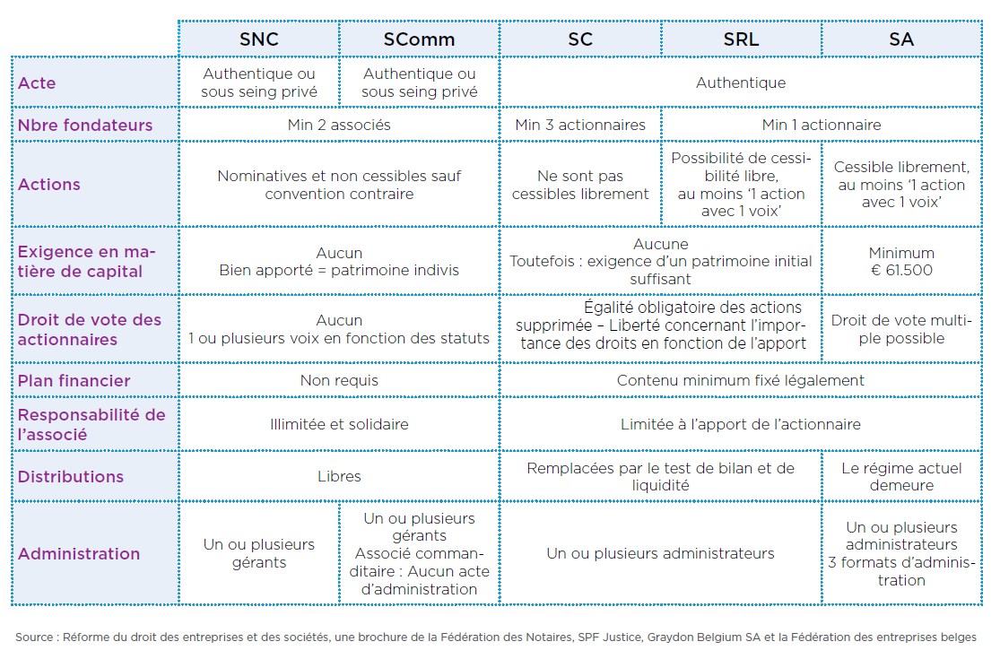 SNC SComm SC SRL SA
Acte
Authentique ou
sous seing privé
Authentique ou
sous seing privé
Authentique
Nbre fondateurs
Min 2 associés
Min 3 actionnaires
Min 1 actionnaire
Actions
Nominatives et non cessibles sauf
convention contraire
Ne sont pas
cessibles librement
Possibilité de cessi-
bilité libre,
au moins ‘1 action
avec 1 voix’
Cessible librement,
au moins ‘1 action
avec 1 voix’
Exigence en ma-
tière de capital
Aucun
Bien apporté = patrimoine indivis
Aucune
Toutefois : exigence d’un patrimoine initial
suffisant
Minimum
€ 61.500
Droit de vote des
actionnaires
Aucun
1 ou plusieurs voix en fonction des statuts
Égalité obligatoire des actions
supprimée – Liberté concernant l’impor-
tance des droits en fonction de l’apport
Droit de vote multi-
ple possible
Plan financier
Non requis
Contenu minimum fixé légalement
Responsabilité de
l’associé
Illimitée et solidaire
Limitée à l’apport de l’actionnaire
Distributions
Libres
Remplacées par le test de bilan et de
liquidité
Le régime actuel
demeure
Administration
Un ou plusieurs
gérants
Un ou plusieurs
gérants
Associé comman-
ditaire : Aucun acte
d’administration
Un ou plusieurs administrateurs
Un ou plusieurs
administrateurs
3 formats d’adminis-
tration
Source : Réforme du droit des entreprises et des sociétés, une brochure de la Fédération des Notaires, SPF Justice, Graydon Belgium SA et la Fédération des entreprises belges